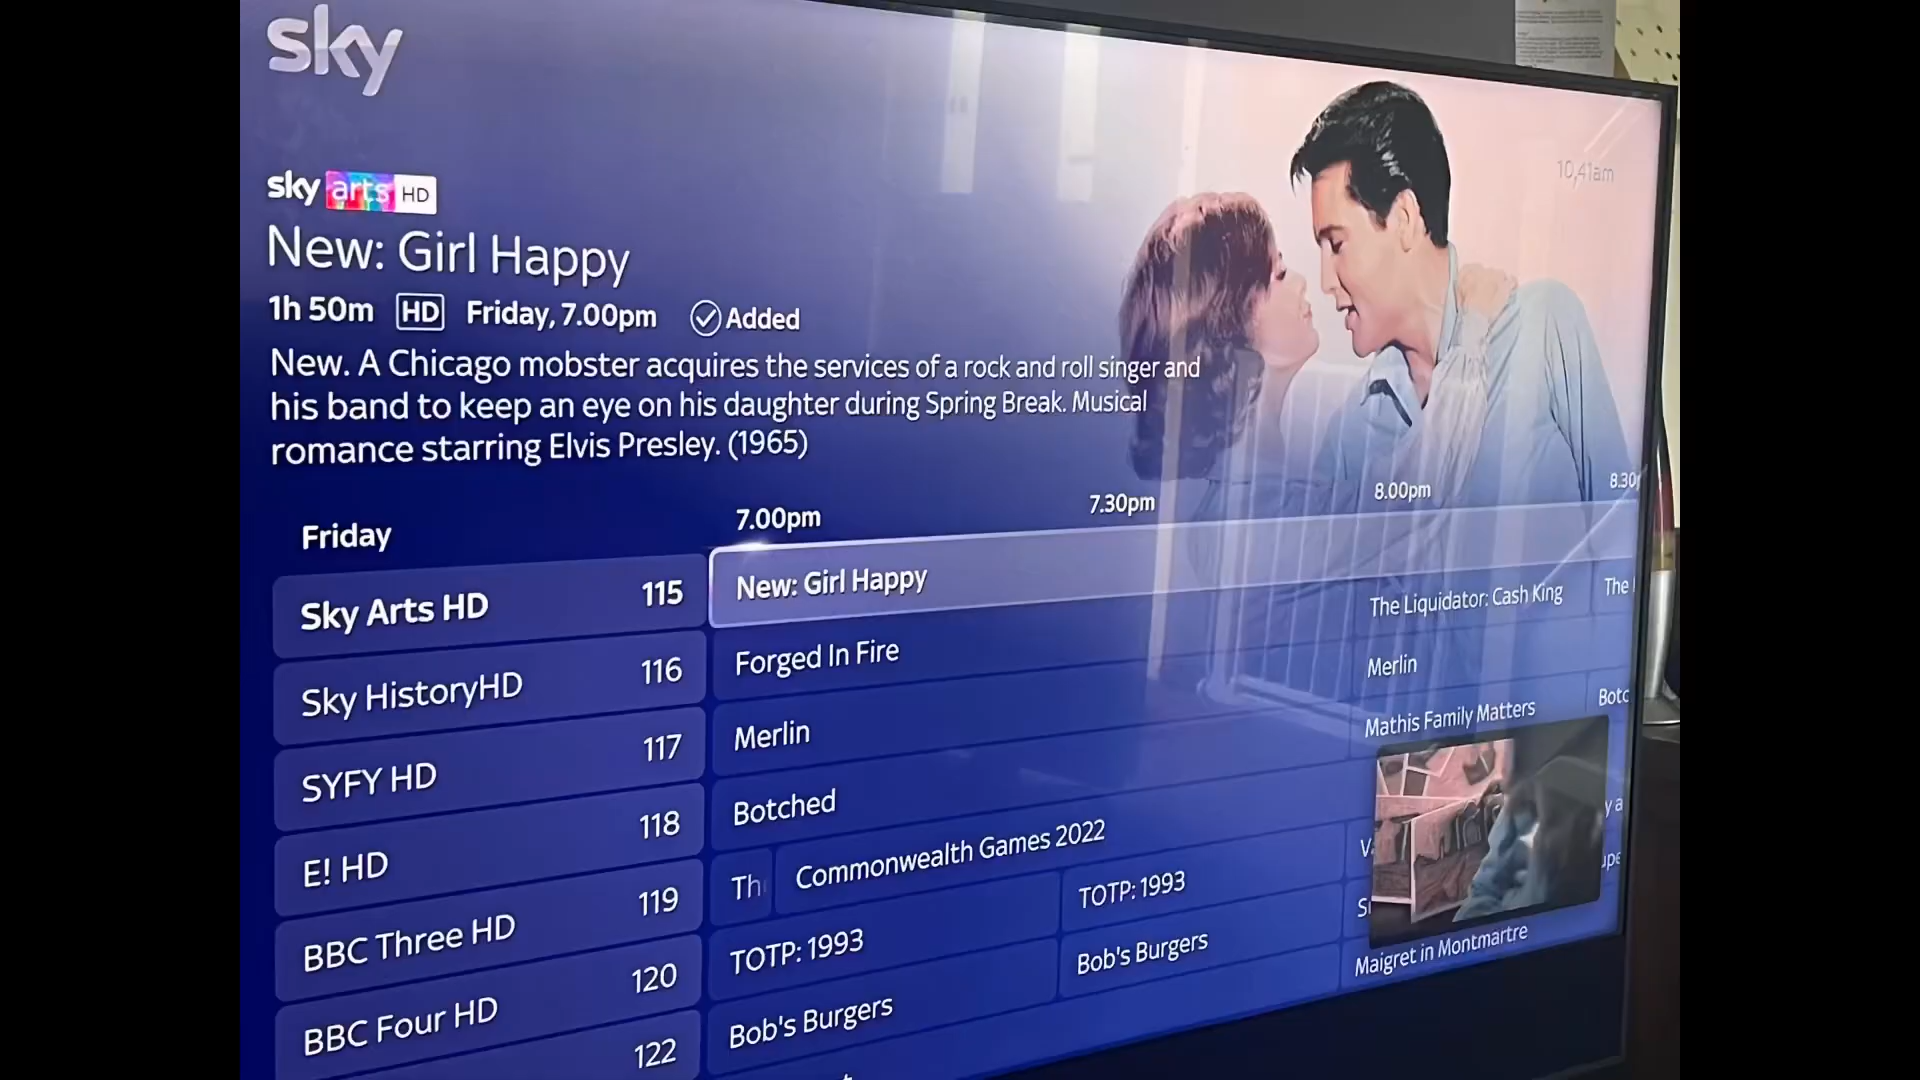 sky
10.41am
sky arts HD
New: Girl Happy
1h 50m HD Friday, 7.00pm Added
New. A Chicago mobster acquires the services of a rock and roll singer and
his band to keep an eye on his daughter during Spring Break. Musical
romance starring Elvis Presley. (1965)
Friday 7.00pm 7.30pm 8.00pm 8.30
Sky Arts HD 115 New: Girl Happy
Sky HistoryHD 116 Forged In Fire The Liquidator: Cash King The
SYFY HD 117 Merlin Merlin
E! HD 118 Botched Mathis Family Matters Botc
BBC Three HD 119 Th Commonwealth Games 2022
BBC Four HD 120 TOTP: 1993 TOTP: 1993
122 Bob's Burgers Bob's Burgers
Maigret in Montmartre